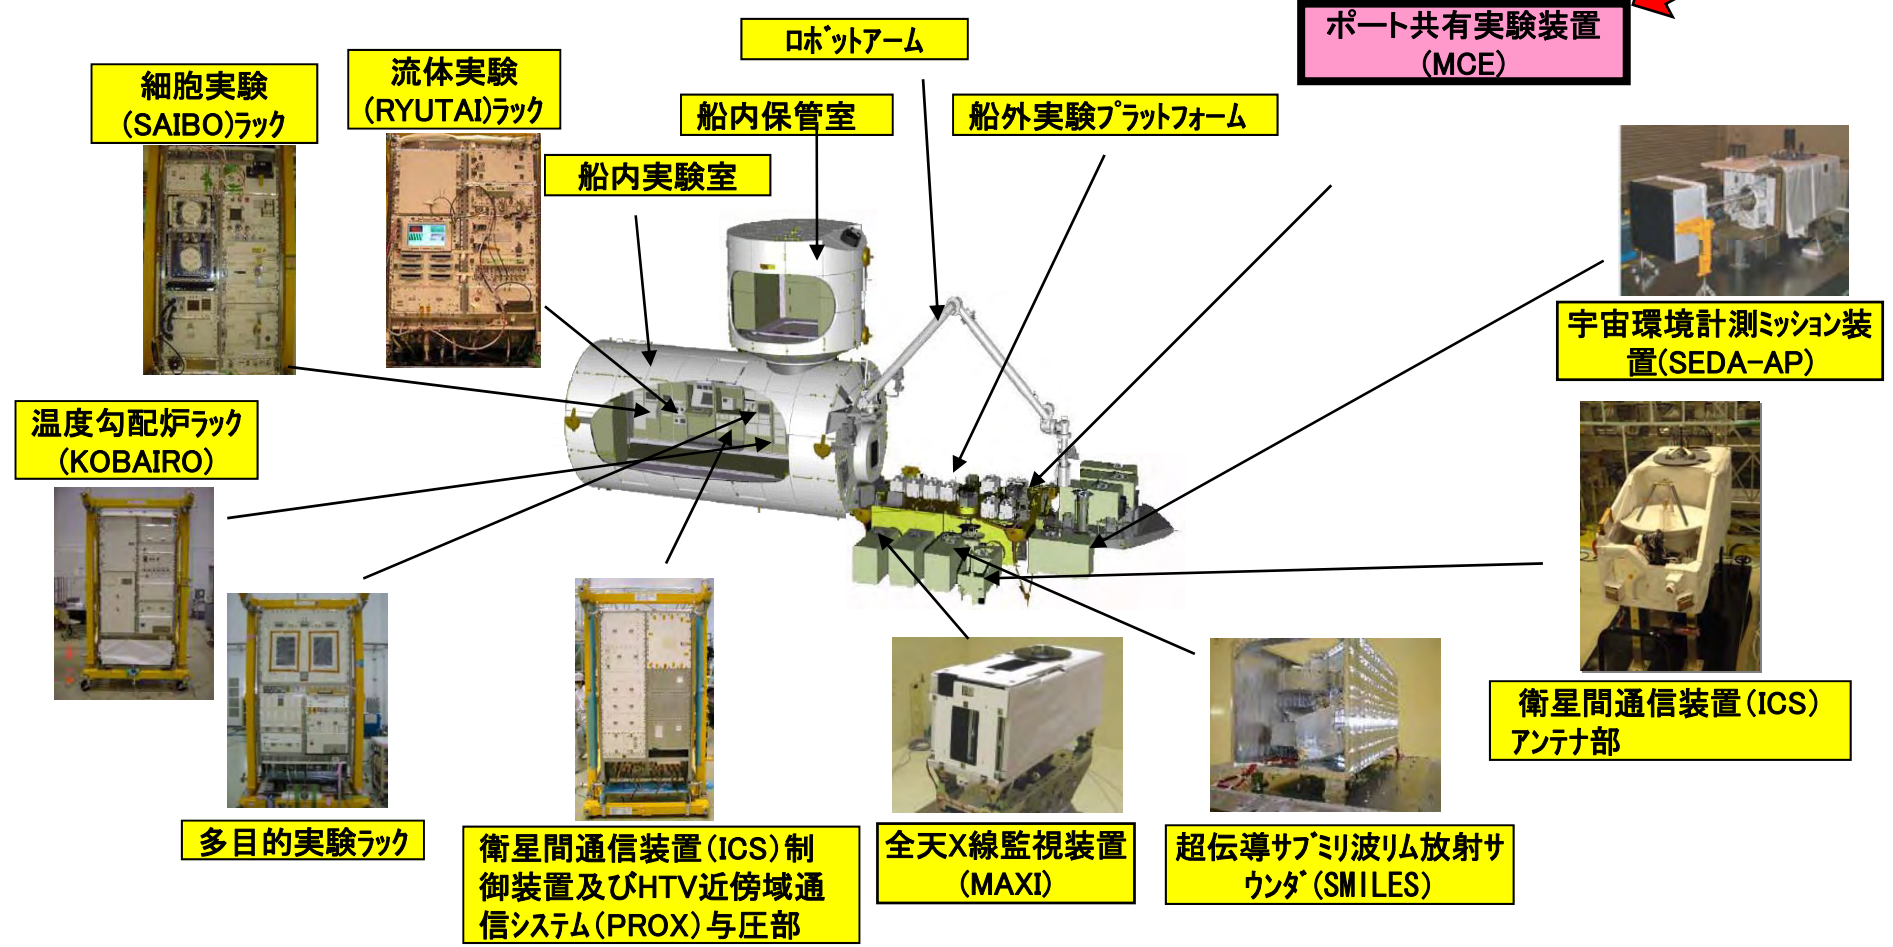 ポート共有実験装置
(MCE)
ロボットアーム
細胞実験
(SAIBO)ラック
流体実験
(RYUTAI)ラック
船内保管室
船外実験プラットフォーム
船内実験室
宇宙環境計測ミッション装
置(SEDA-AP)
温度勾配炉ラック
(KOBAIRO)
衛星間通信装置(ICS)
アンテナ部
多目的実験ラック
衛星間通信装置(ICS)制
御装置及びHTV近傍域通
信システム(PROX)与圧部
全天X線監視装置
(MAXI)
超伝導サブミリ波リム放射サ
ウンダ(SMILES)